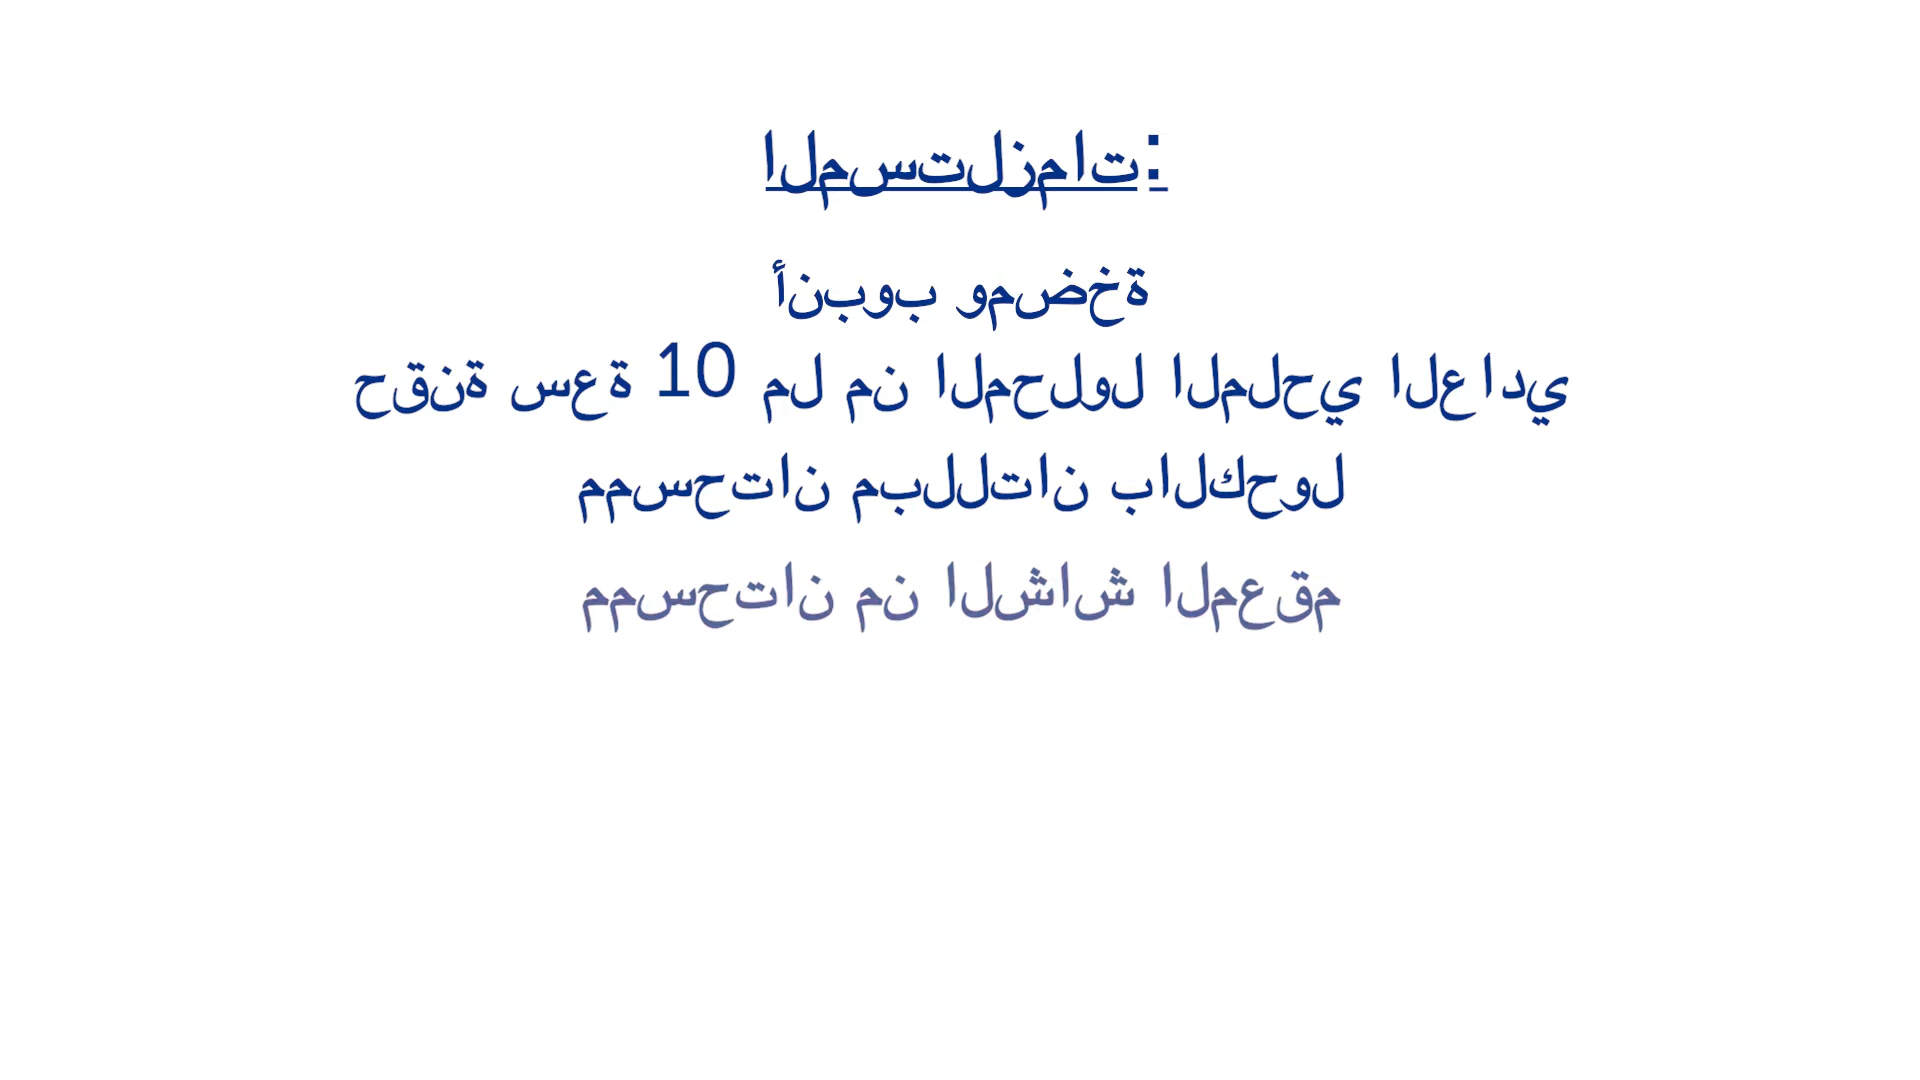 المستلزمات:
أنبوب ومضخة
حقنة سعة 10 مل من المحلول الملحي العادي
ممسحتان مبللتان بالكحول
ممسحتان من الشاش المعقم